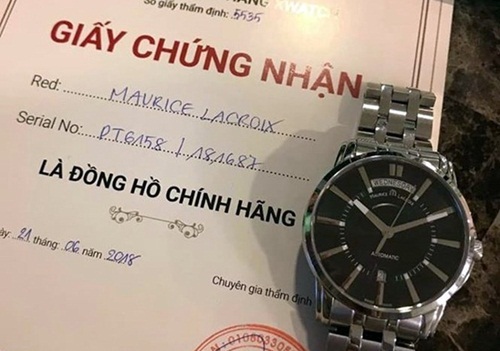 Số giấy thẩm định: 5535
GIẤY CHỨNG NHẬN
Red: MAURICE LACROIX
Serial No: PT6158 / 181687
LÀ ĐỒNG HỒ CHÍNH HÃNG
21 tháng: 06 năm 2018
Chuyên gia thẩm định
AUTOMATIC